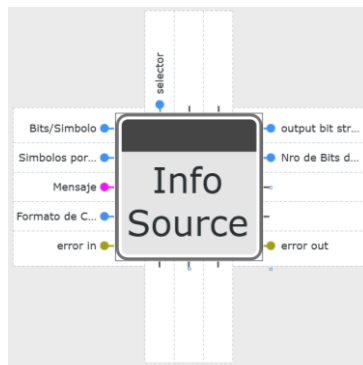 selector
Bits/Simbolo
output bit str...
Simbolos por...
Nro de Bits d...
Mensaje
Formato de C...
error in
error out
Info
Source